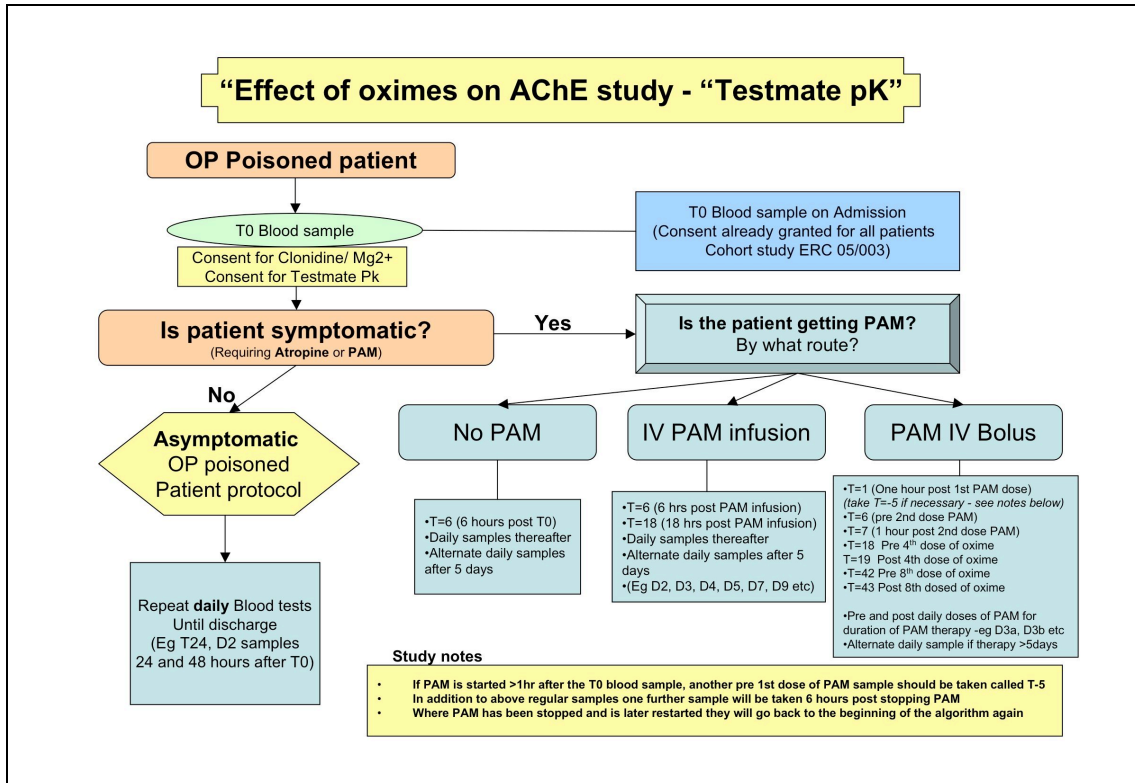 “Effect of oximes on AChE study - “Testmate pK”
OP Poisoned patient
T0 Blood sample
T0 Blood sample on Admission
(Consent already granted for all patients
Cohort study ERC 05/003)
Consent for Clonidine/ Mg2+
Consent for Testmate Pk
Is patient symptomatic?
(Requiring Atropine or PAM)
Yes
Is the patient getting PAM?
By what route?
No
Asymptomatic
OP poisoned
Patient protocol
Repeat daily Blood tests
Until discharge
(Eg T24, D2 samples
24 and 48 hours after T0)
No PAM
•T=6 (6 hours post T0)
•Daily samples thereafter
•Alternate daily samples
after 5 days
IV PAM infusion
•T=6 (6 hrs post PAM infusion)
•T=18 (18 hrs post PAM infusion)
•Daily samples thereafter
•Alternate daily samples after 5
days
•(Eg D2, D3, D4, D5, D7, D9 etc)
PAM IV Bolus
•T=1 (One hour post 1st PAM dose)
(take T=-5 if necessary - see notes below)
•T=6 (pre 2nd dose PAM)
•T=7 (1 hour post 2nd dose PAM)
•T=18 Pre 4th dose of oxime
T=19 Post 4th dose of oxime
•T=42 Pre 8th dose of oxime
•T=43 Post 8th dosed of oxime
•Pre and post daily doses of PAM for
duration of PAM therapy -eg D3a, D3b etc
•Alternate daily sample if therapy >5days
Study notes
• If PAM is started >1hr after the T0 blood sample, another pre 1st dose of PAM sample should be taken called T-5
• In addition to above regular samples one further sample will be taken 6 hours post stopping PAM
• Where PAM has been stopped and is later restarted they will go back to the beginning of the algorithm again